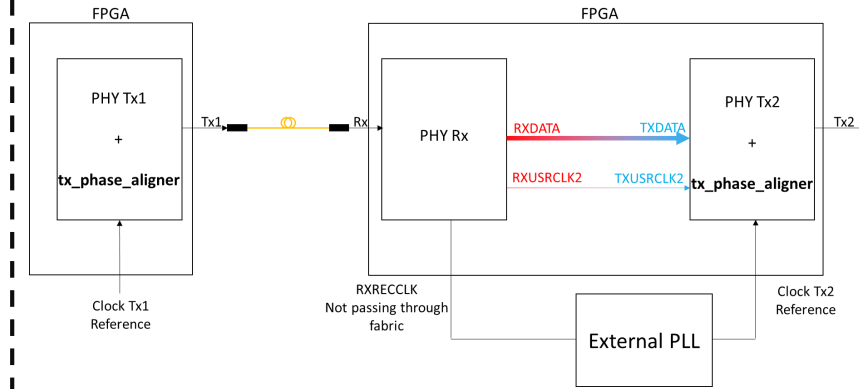 FPGA
PHY Tx1
+
tx_phase_aligner
Tx1
Clock Tx1
Reference
FPGA
Rx
PHY Rx
RXDATA
TXDATA
RXUSRCLK2
TXUSRCLK2
PHY Tx2
+
tx_phase_aligner
Tx2
RXRECCLK
Not passing through
fabric
External PLL
Clock Tx2
Reference